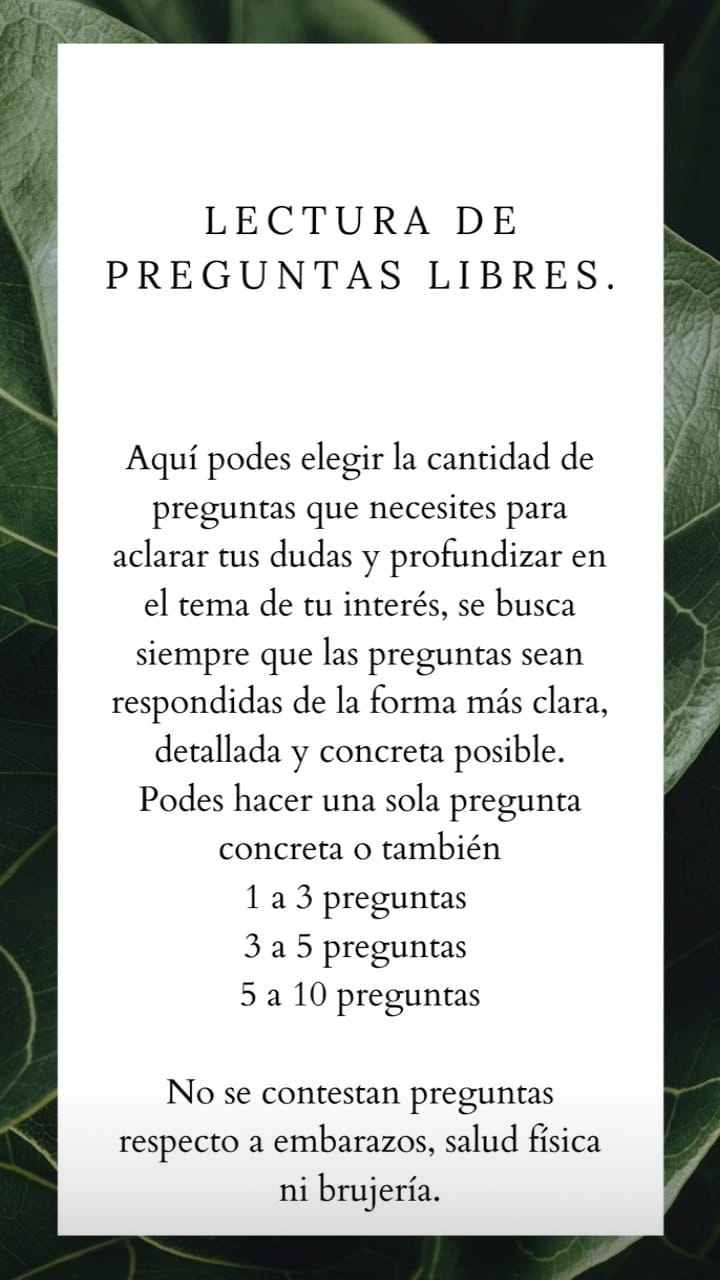 LECTURA DE
PREGUNTAS LIBRES.
Aquí podes elegir la cantidad de
preguntas que necesites para
aclarar tus dudas y profundizar en
el tema de tu interés, se busca
siempre que las preguntas sean
respondidas de la forma más clara,
detallada y concreta posible.
Podes hacer una sola pregunta
concreta o también
1 a 3 preguntas
3 a 5 preguntas
5 a 10 preguntas
No se contestan preguntas
respecto a embarazos, salud física
ni brujería.